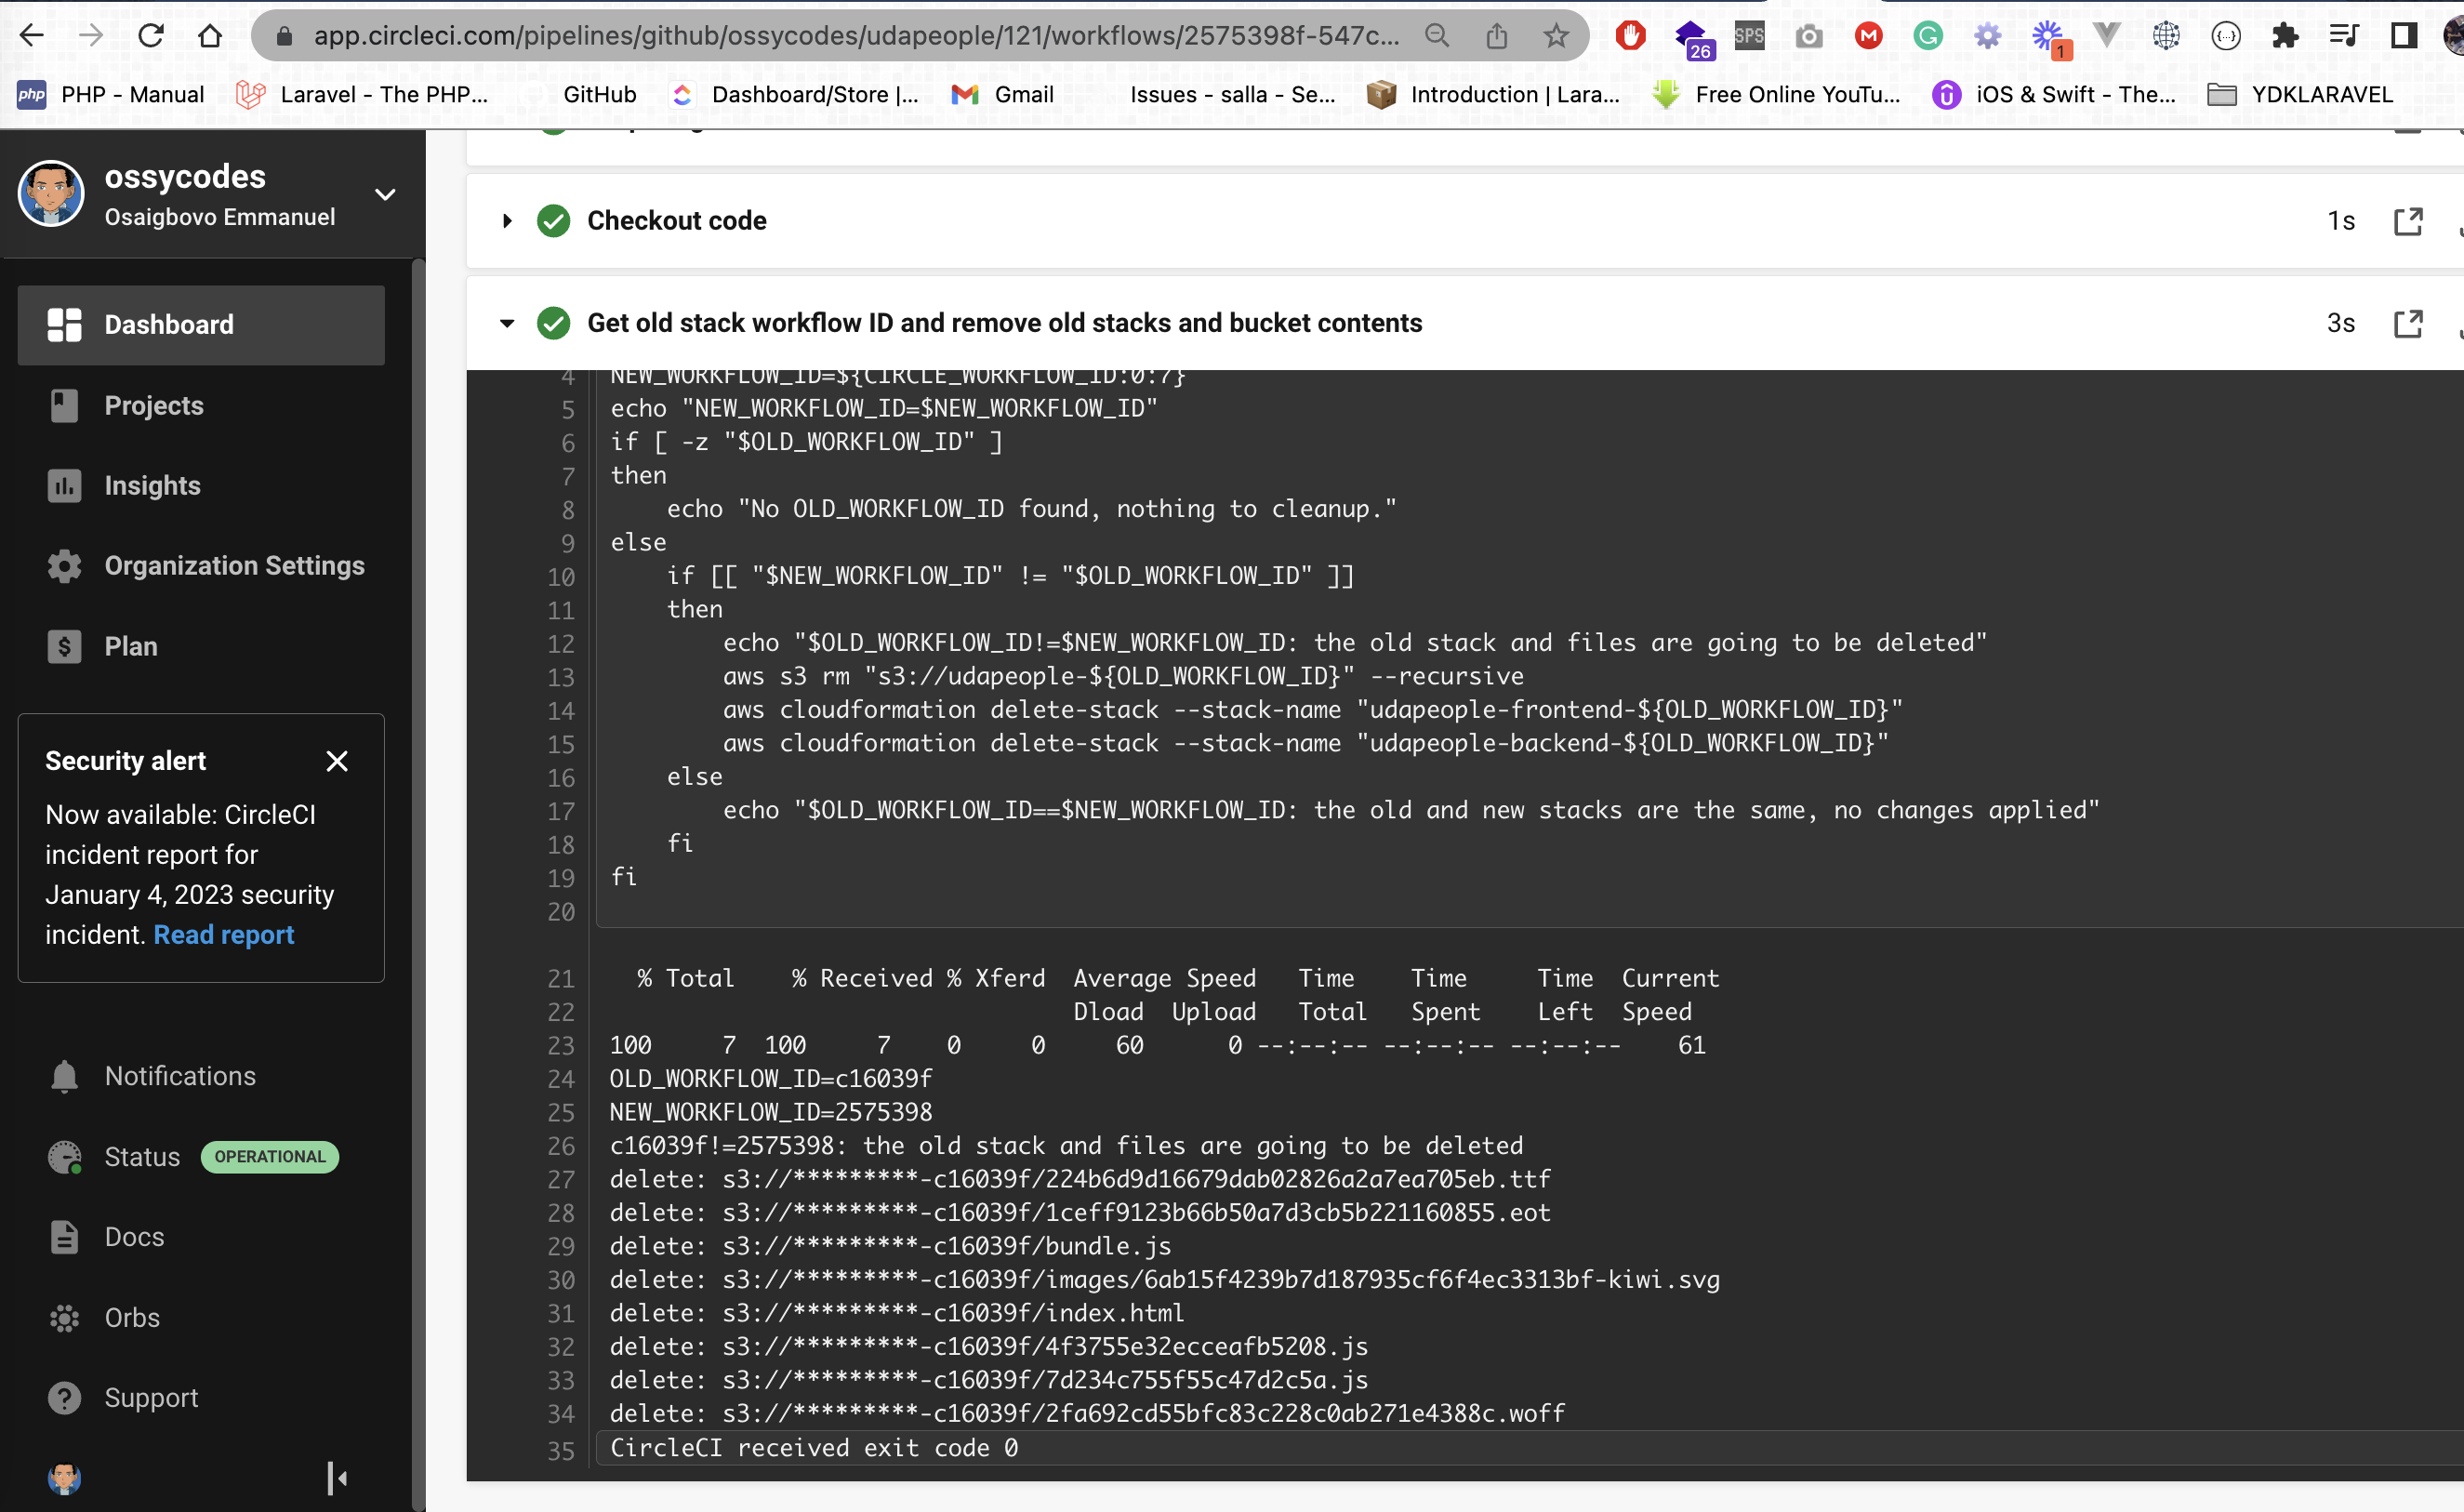 app.circleci.com/pipelines/github/ossycodes/udapeople/121/workflows/2575398f-547c...
26
SPS
1
php PHP - Manual
Laravel - The PHP...
GitHub
Dashboard/Store |...
Gmail
Issues - salla - Se...
Introduction | Lara...
Free Online YouTu...
iOS & Swift - The...
YDKLARAVEL
ossycodes
Osaigbovo Emmanuel
Dashboard
Projects
Insights
Organization Settings
Plan
Security alert
Now available: CircleCI
incident report for
January 4, 2023 security
incident. Read report
Notifications
Status OPERATIONAL
Docs
Orbs
Support
Checkout code 1s
Get old stack workflow ID and remove old stacks and bucket contents 3s
4 NEW_WORKFLOW_ID=${CIRCLE_WORKFLOW_ID:0:7}
5 echo "NEW_WORKFLOW_ID=$NEW_WORKFLOW_ID"
6 if [ -z "$OLD_WORKFLOW_ID" ]
7 then
8     echo "No OLD_WORKFLOW_ID found, nothing to cleanup."
9 else
10     if [[ "$NEW_WORKFLOW_ID" != "$OLD_WORKFLOW_ID" ]]
11     then
12         echo "$OLD_WORKFLOW_ID!=$NEW_WORKFLOW_ID: the old stack and files are going to be deleted"
13         aws s3 rm "s3://udapeople-${OLD_WORKFLOW_ID}" --recursive
14         aws cloudformation delete-stack --stack-name "udapeople-frontend-${OLD_WORKFLOW_ID}"
15         aws cloudformation delete-stack --stack-name "udapeople-backend-${OLD_WORKFLOW_ID}"
16     else
17         echo "$OLD_WORKFLOW_ID==$NEW_WORKFLOW_ID: the old and new stacks are the same, no changes applied"
18     fi
19 fi
20
21   % Total    % Received % Xferd  Average Speed   Time    Time     Time  Current
22                                  Dload  Upload   Total   Spent    Left  Speed
23 100     7  100     7    0     0     60      0 --:--:-- --:--:-- --:--:--    61
24 OLD_WORKFLOW_ID=c16039f
25 NEW_WORKFLOW_ID=2575398
26 c16039f!=2575398: the old stack and files are going to be deleted
27 delete: s3://*********-c16039f/224b6d9d16679dab02826a2a7ea705eb.ttf
28 delete: s3://*********-c16039f/1ceff9123b66b50a7d3cb5b221160855.eot
29 delete: s3://*********-c16039f/bundle.js
30 delete: s3://*********-c16039f/images/6ab15f4239b7d187935cf6f4ec3313bf-kiwi.svg
31 delete: s3://*********-c16039f/index.html
32 delete: s3://*********-c16039f/4f3755e32ecceafb5208.js
33 delete: s3://*********-c16039f/7d234c755f55c47d2c5a.js
34 delete: s3://*********-c16039f/2fa692cd55bfc83c228c0ab271e4388c.woff
35 CircleCI received exit code 0